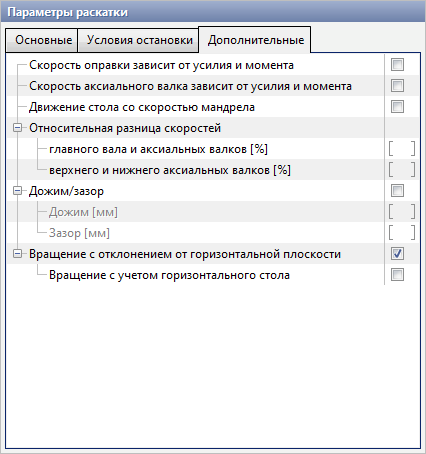 Параметры раскатки
Основные Условия остановки Дополнительные
Скорость оправки зависит от усилия и момента
Скорость аксиального валка зависит от усилия и момента
Движение стола со скоростью мандрела
Относительная разница скоростей
главного вала и аксиальных валков [%] [ ]
верхнего и нижнего аксиальных валков [%] [ ]
Дожим/зазор
Дожим [мм] [ ]
Зазор [мм] [ ]
Вращение с отклонением от горизонтальной плоскости
Вращение с учетом горизонтального стола